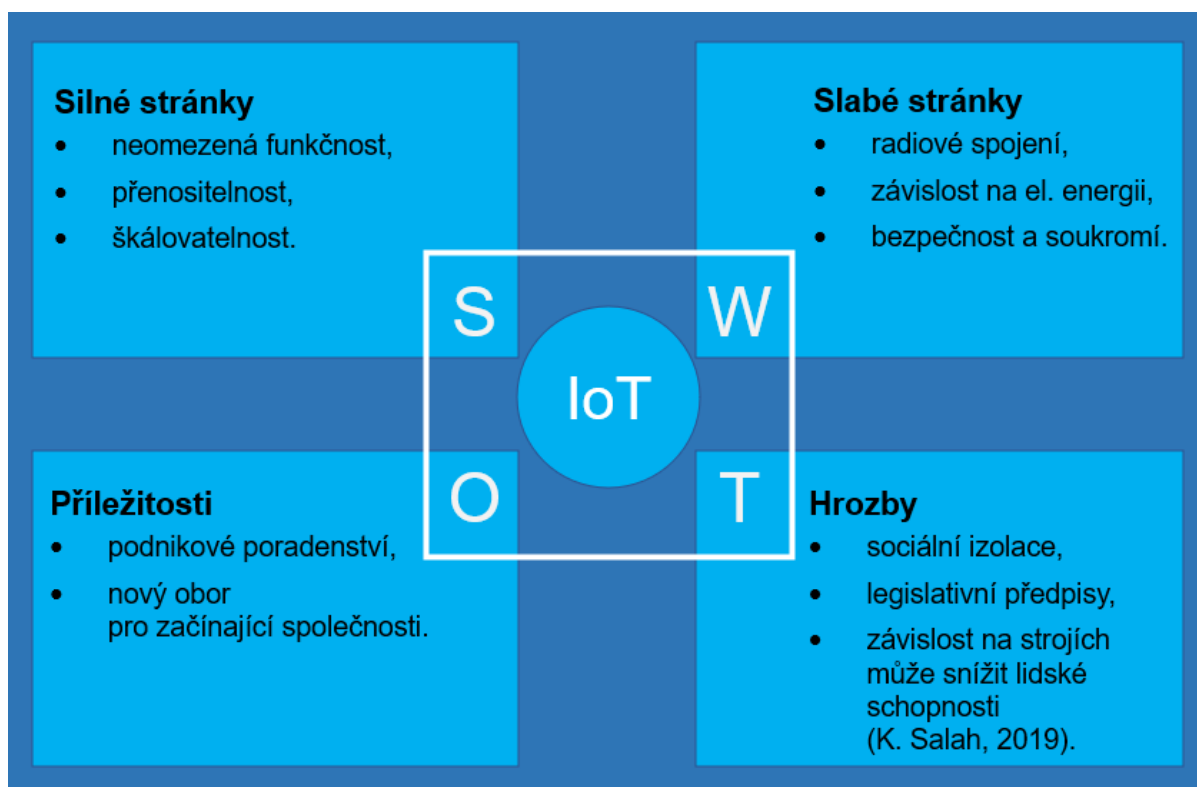 Silné stránky
• neomezená funkčnost,
• přenositelnost,
• škálovatelnost.
Slabé stránky
• radiové spojení,
• závislost na el. energii,
• bezpečnost a soukromí.
S
W
IoT
O
T
Příležitosti
• podnikové poradenství,
• nový obor
pro začínající společnosti.
Hrozby
• sociální izolace,
• legislativní předpisy,
• závislost na strojích
může snížit lidské
schopnosti
(K. Salah, 2019).